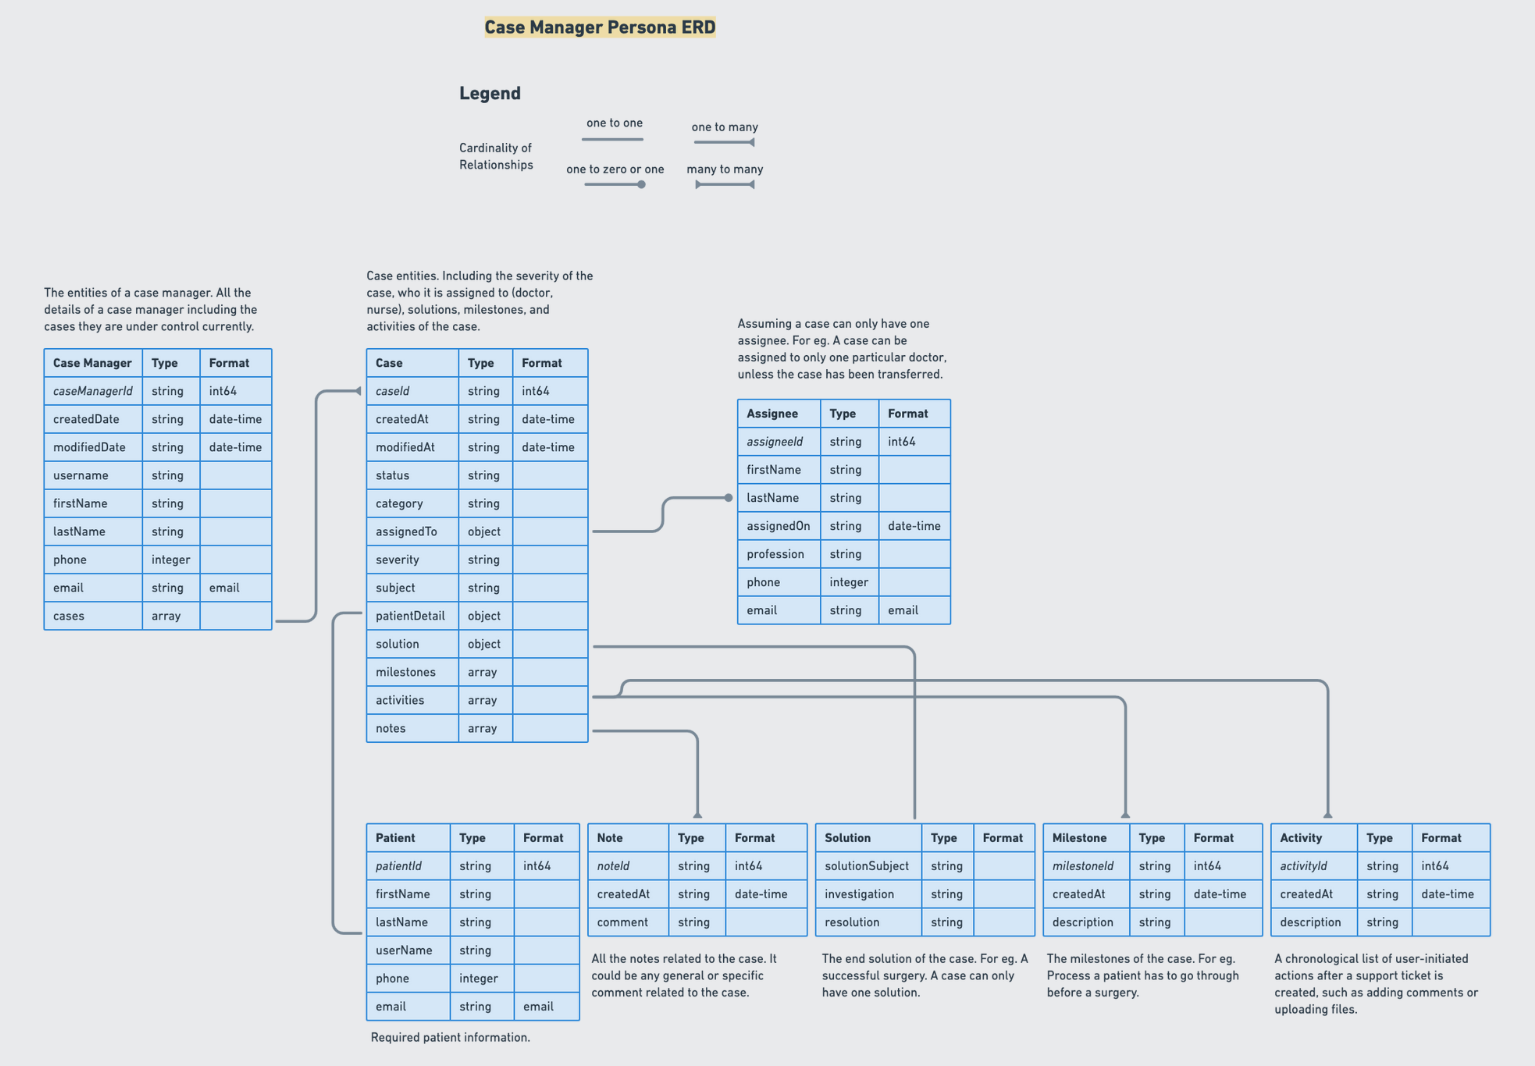 Case Manager Persona ERD
Legend
Cardinality of
Relationships
one to one
one to many
one to zero or one
many to many
The entities of a case manager. All the
details of a case manager including the
cases they are under control currently.
Case Manager Type Format
caseManagerId string int64
createdDate string date-time
modifiedDate string date-time
username string
firstName string
lastName string
phone integer
email string email
cases array
Case entities. Including the severity of the
case, who it is assigned to (doctor,
nurse), solutions, milestones, and
activities of the case.
Case Type Format
caseId string int64
createdAt string date-time
modifiedAt string date-time
status string
category string
assignedTo object
severity string
subject string
patientDetail object
solution object
milestones array
activities array
notes array
Assuming a case can only have one
assignee. For eg. A case can be
assigned to only one particular doctor,
unless the case has been transferred.
Assignee Type Format
assigneeId string int64
firstName string
lastName string
assignedOn string date-time
profession string
phone integer
email string email
Patient Type Format
patientId string int64
firstName string
lastName string
userName string
phone integer
email string email
Required patient information.
Note Type Format
noteId string int64
createdAt string date-time
comment string
All the notes related to the case. It
could be any general or specific
comment related to the case.
Solution Type Format
solutionSubject string
investigation string
resolution string
The end solution of the case. For eg. A
successful surgery. A case can only
have one solution.
Milestone Type Format
milestoneId string int64
createdAt string date-time
description string
The milestones of the case. For eg.
Process a patient has to go through
before a surgery.
Activity Type Format
activityId string int64
createdAt string date-time
description string
A chronological list of user-initiated
actions after a support ticket is
created, such as adding comments or
uploading files.